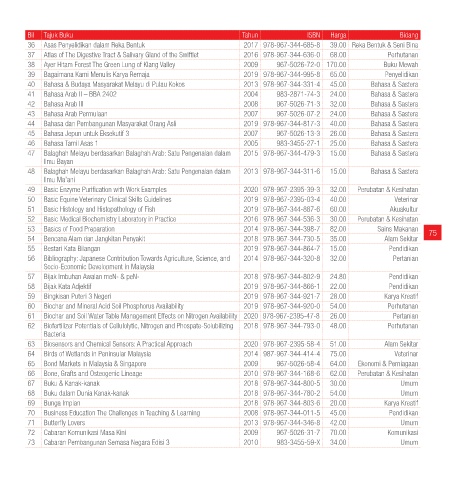 Bil Tajuk Buku Tahun ISBN Harga Bidang
36 Asas Penyelidikan dalam Reka Bentuk 2017 978-967-344-685-8 39.00 Reka Bentuk & Seni Bina
37 Atlas of The Digestive Tract & Salivary Gland of the Swiftlet 2016 978-967-344-636-0 68.00 Perhutanan
38 Ayer Hitam Forest The Green Lung of Klang Valley 2009 967-5026-72-0 170.00 Buku Mewah
39 Bagaimana Kami Menulis Karya Remaja 2019 978-967-344-995-8 65.00 Penyelidikan
40 Bahasa & Budaya Masyarakat Melayu di Pulau Kokos 2013 978-967-344-331-4 45.00 Bahasa & Sastera
41 Bahasa Arab II – BBA 2402 2004 983-2871-74-3 24.00 Bahasa & Sastera
42 Bahasa Arab III 2008 967-5026-71-3 32.00 Bahasa & Sastera
43 Bahasa Arab Permulaan 2007 967-5026-07-2 24.00 Bahasa & Sastera
44 Bahasa dan Pembangunan Masyarakat Orang Asli 2019 978-967-344-817-3 40.00 Bahasa & Sastera
45 Bahasa Jepun untuk Eksekutif 3 2007 967-5026-13-3 26.00 Bahasa & Sastera
46 Bahasa Tamil Asas 1 2005 983-3455-27-1 25.00 Bahasa & Sastera
47 Balaghah Melayu berdasarkan Balaghah Arab: Satu Pengenalan dalam 2015 978-967-344-479-3 15.00 Bahasa & Sastera
Ilmu Bayan
48 Balaghah Melayu berdasarkan Balaghah Arab: Satu Pengenalan dalam 2013 978-967-344-311-6 15.00 Bahasa & Sastera
Ilmu Ma'ani
49 Basic Enzyme Purification with Work Examples 2020 978-967-2395-39-3 32.00 Perubatan & Kesihatan
50 Basic Equine Veterinary Clinical Skills Guidelines 2019 978-967-2395-03-4 40.00 Veterinar
51 Basic Histology and Histopathology of Fish 2019 978-967-344-887-6 60.00 Akuakultur
52 Basic Medical Biochemistry Laboratory in Practice 2016 978-967-344-536-3 30.00 Perubatan & Kesihatan
53 Basics of Food Preparation 2014 978-967-344-398-7 82.00 Sains Makanan
54 Bencana Alam dan Jangkitan Penyakit 2018 978-967-344-730-5 35.00 Alam Sekitar
55 Bestari Kata Bilangan 2019 978-967-344-864-7 15.00 Pendidikan
56 Bibliography: Japanese Contribution Towards Agriculture, Science, and 2014 978-967-344-320-8 32.00 Pertanian
Socio-Economic Development In Malaysia
57 Bijak Imbuhan Awalan meN- & peN- 2018 978-967-344-802-9 24.80 Pendidikan
58 Bijak Kata Adjektif 2019 978-967-344-866-1 22.00 Pendidikan
59 Bingkisan Puteri 3 Negeri 2019 978-967-344-921-7 28.00 Karya Kreatif
60 Biochar and Mineral Acid Soil Phosphorus Availability 2019 978-967-344-920-0 54.00 Perhutanan
61 Biochar and Soil Water Table Management Effects on Nitrogen Availability 2020 978-967-2395-47-8 26.00 Pertanian
62 Biofertilizer Potentials of Cellulolytic, Nitrogen and Phospate-Solubilizing 2018 978-967-344-793-0 48.00 Perhutanan
Bacteria
63 Biosensors and Chemical Sensors: A Practical Approach 2020 978-967-2395-58-4 51.00 Alam Sekitar
64 Birds of Wetlands in Peninsular Malaysia 2014 987-967-344-414-4 75.00 Veterinar
65 Bond Markets in Malaysia & Singapore 2009 967-5026-58-4 64.00 Ekonomi & Perniagaan
66 Bone, Grafts and Osteogenic Lineage 2010 978-967-344-168-6 62.00 Perubatan & Kesihatan
67 Buku & Kanak-kanak 2018 978-967-344-800-5 30.00 Umum
68 Buku dalam Dunia Kanak-kanak 2018 978-967-344-780-2 54.00 Umum
69 Bunga Impian 2018 978-967-344-803-6 20.00 Karya Kreatif
70 Business Education The Challenges in Teaching & Learning 2008 978-967-344-011-5 45.00 Pendidikan
71 Butterfly Lovers 2013 978-967-344-346-8 42.00 Umum
72 Cabaran Komunikasi Masa Kini 2009 967-5026-31-7 70.00 Komunikasi
73 Cabaran Pembangunan Semasa Negara Edisi 3 2010 983-3455-59-X 34.00 Umum
75